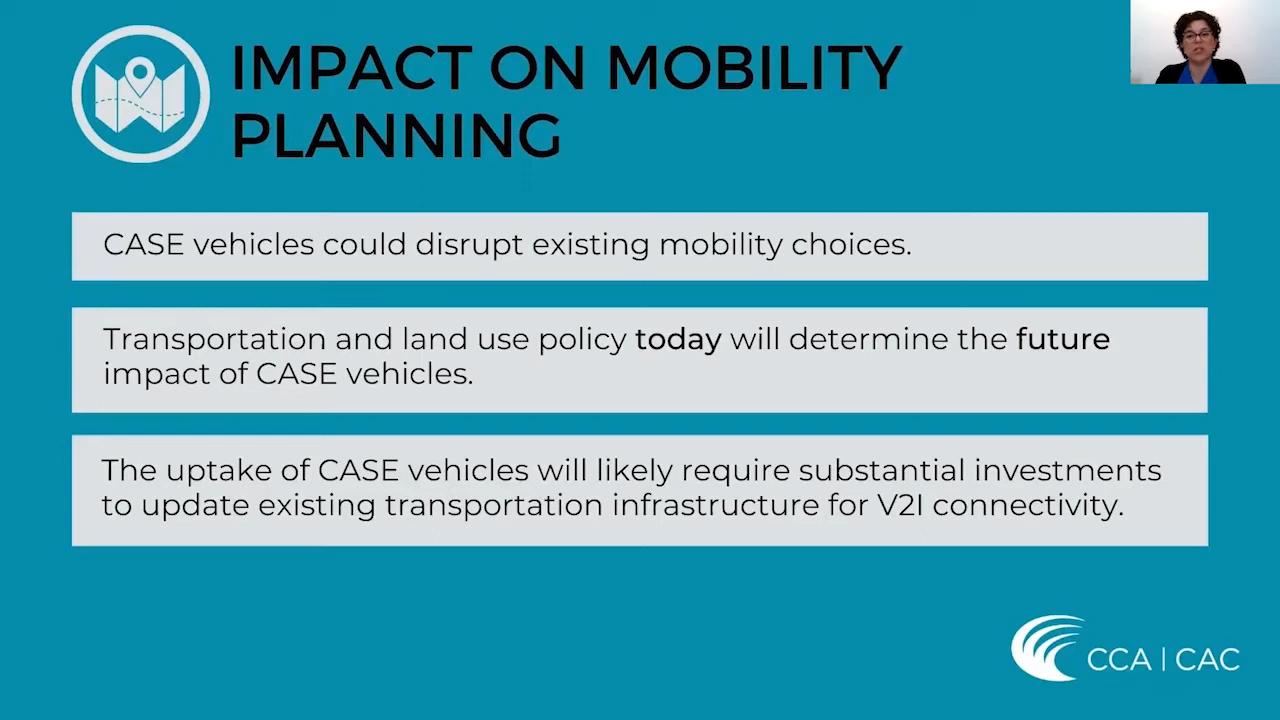 IMPACT ON MOBILITY
PLANNING
CASE vehicles could disrupt existing mobility choices.
Transportation and land use policy today will determine the future
impact of CASE vehicles.
The uptake of CASE vehicles will likely require substantial investments
to update existing transportation infrastructure for V2I connectivity.
CCA | CAC